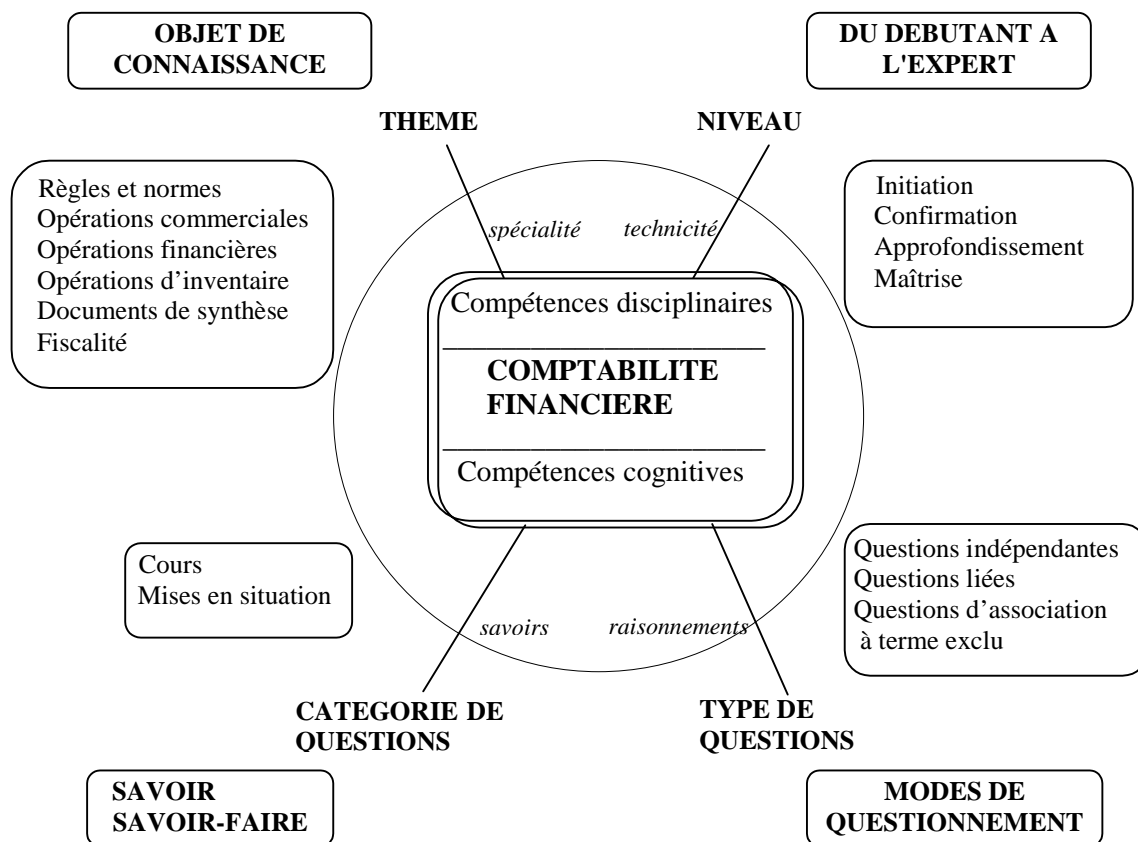 OBJET DE
CONNAISSANCE
DU DEBUTANT A
L'EXPERT
THEME
NIVEAU
Règles et normes
Opérations commerciales
Opérations financières
Opérations d’inventaire
Documents de synthèse
Fiscalité
spécialité
technicité
Initiation
Confirmation
Approfondissement
Maîtrise
Compétences disciplinaires
COMPTABILITE
FINANCIERE
Compétences cognitives
Cours
Mises en situation
savoirs
raisonnements
Questions indépendantes
Questions liées
Questions d’association
à terme exclu
CATEGORIE DE
QUESTIONS
TYPE DE
QUESTIONS
SAVOIR
SAVOIR-FAIRE
MODES DE
QUESTIONNEMENT